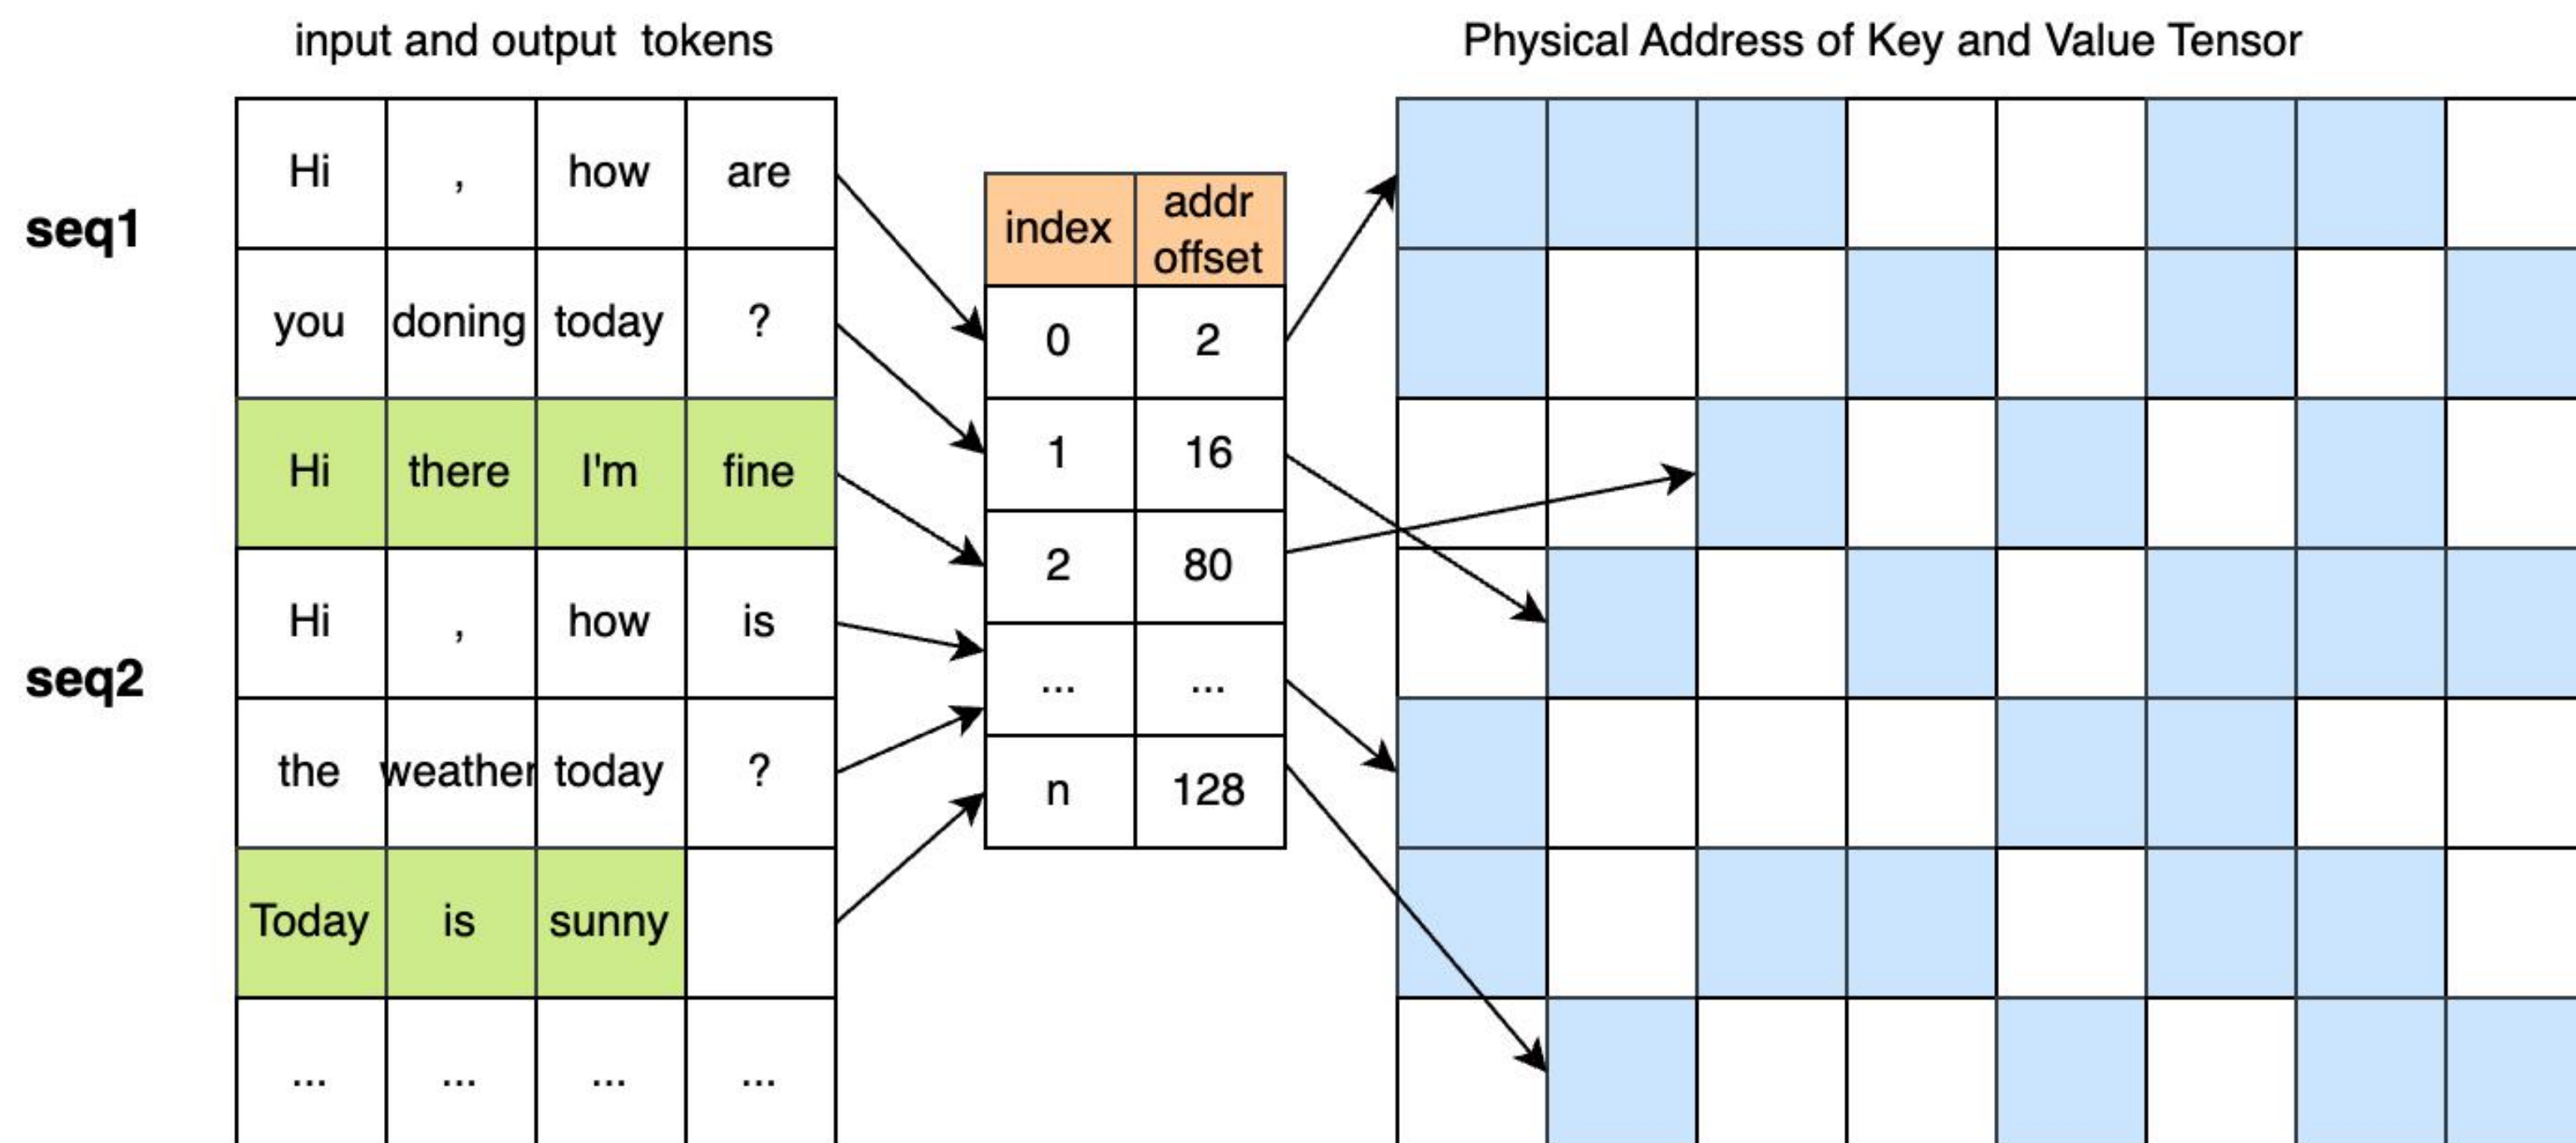 input and output tokens
Physical Address of Key and Value Tensor
seq1
Hi , how are
you doning today ?
Hi there I'm fine
seq2
Hi , how is
the weather today ?
Today is sunny
... ... ... ...
index addr
offset
0 2
1 16
2 80
... ...
n 128